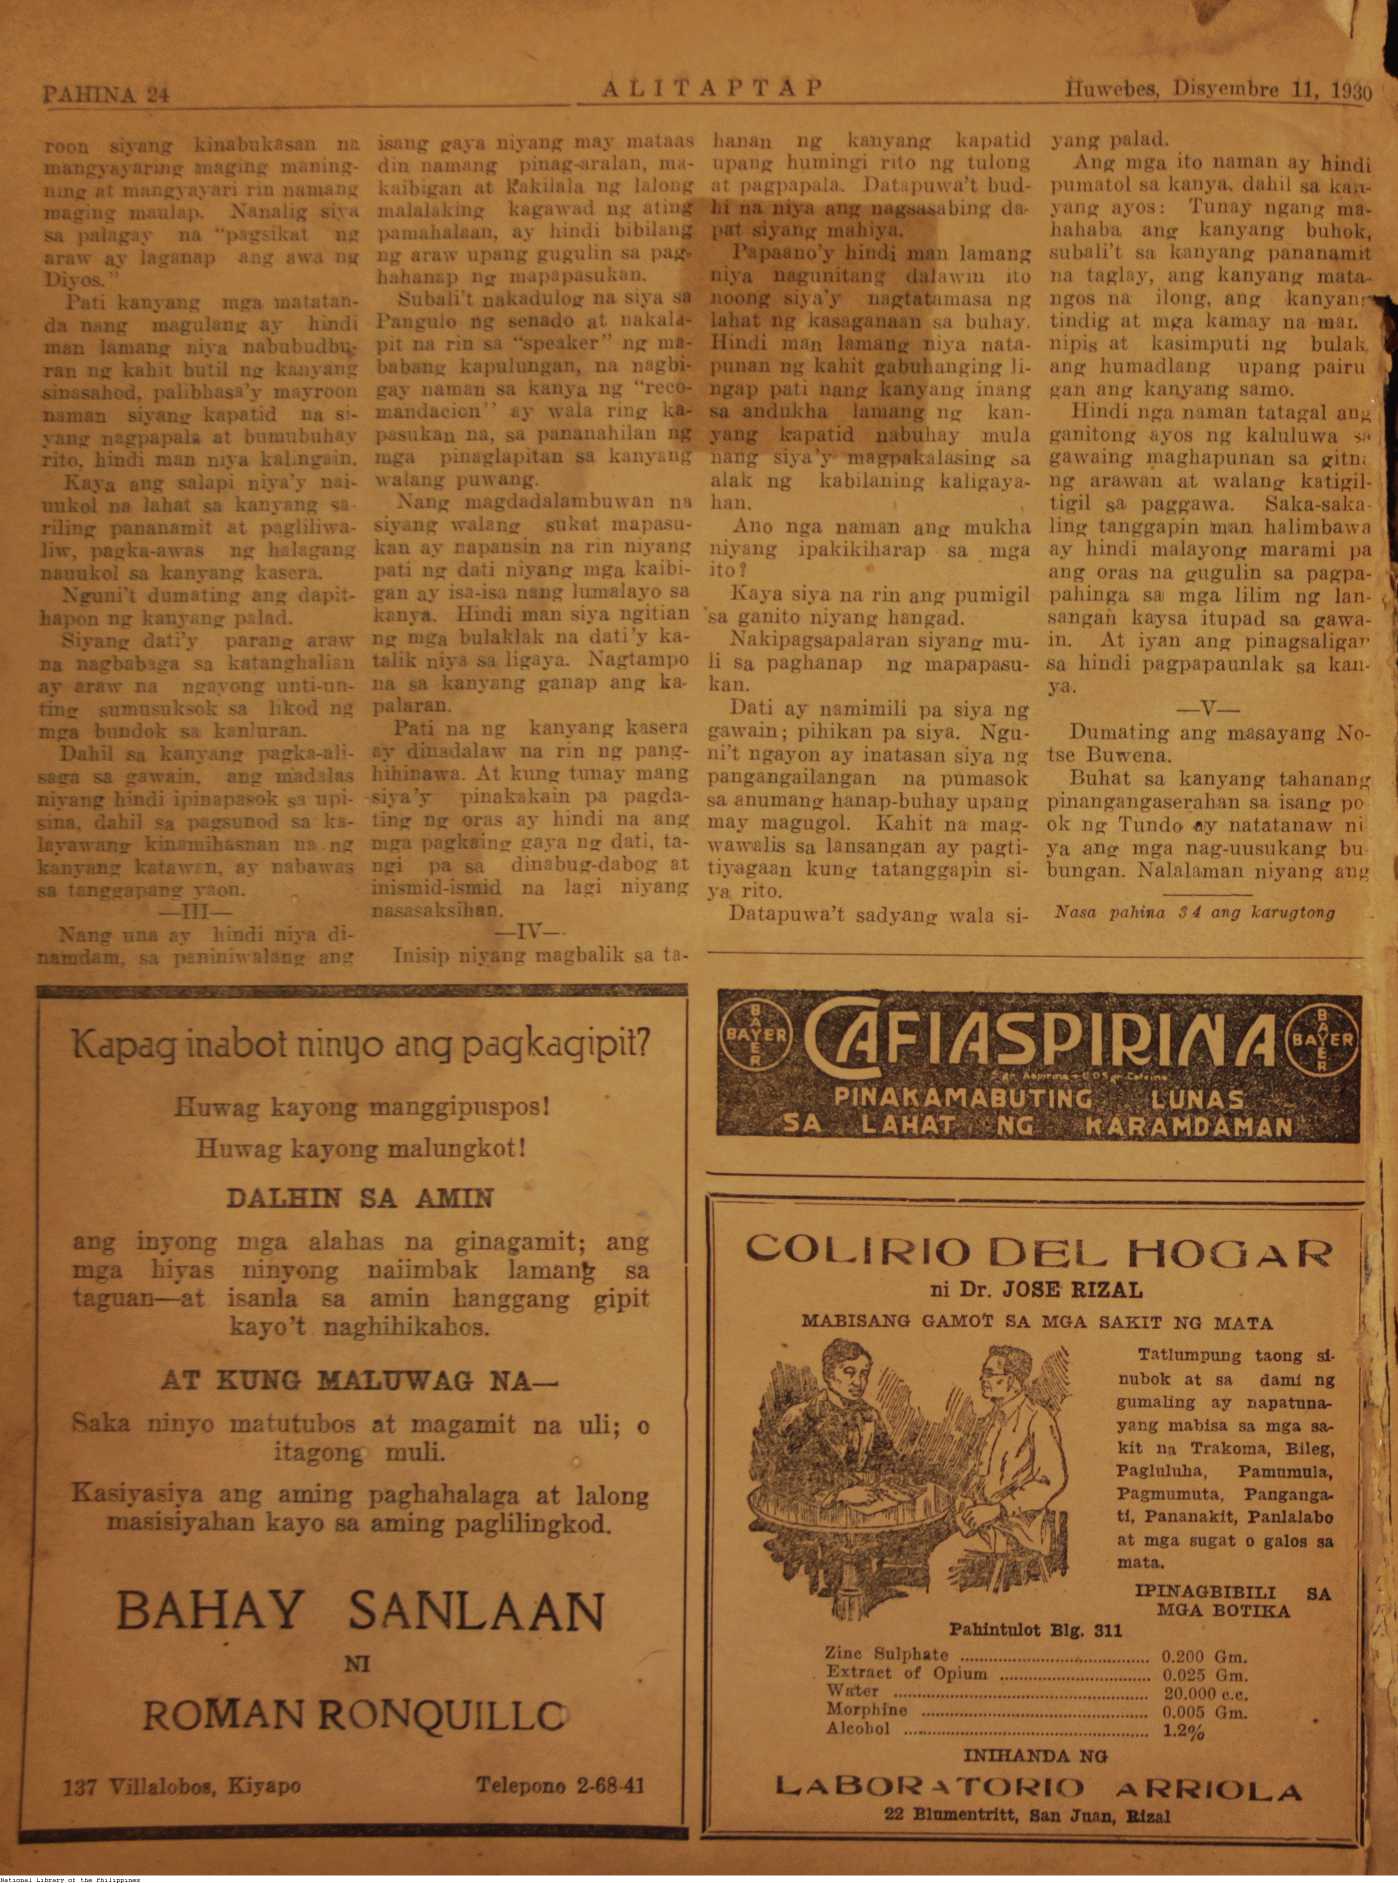 PAHINA 24
ALITAPTAP
Huwebes, Disyembre 11, 1930
roon siyang kinabukasan na
mangyayaring maging maning-
ning at mangyayari rin namang
maging maulap. Nanalig siya
sa palagay na "pagsikat ng
araw ay laganap ang awa ng
Diyos."
Pati kanyang mga matatan-
da nang magulang ay hindi
man lamang niya nabubudbu-
ran ng kahit butil ng kanyang
sinasahod, palibhasa'y mayroon
naman siyang kapatid na si-
yang nagpapala at bumubuhay
rito, hindi man niya kalingain.
Kaya ang salapi niya'y nai-
uukol na lahat sa kanyang sa-
riling pananamit at pagliliwa-
liw, pagka-awas ng halagang
nauukol sa kanyang kasera.
Nguni't dumating ang dapit-
hapon ng kanyang palad.
Siyang dati'y parang araw
na nagbabaga sa katanghalian
ay araw na ngayong unti-un-
ting sumusuksok sa likod ng
mga bundok sa kanluran.
Dahil sa kanyang pagka-ali-
saga sa gawain, ang madalas
niyang hindi ipinapasok sa upi-
sina, dahil sa pagsunod sa ka-
layawang kinamihasnan na ng
kanyang katawan, ay nabawas
sa tanggapang yaon.
—III—
Nang una ay hindi niya di-
namdam, sa paniniwalang ang
isang gaya niyang may mataas
din namang pinag-aralan, ma-
kaibigan at kakilala ng lalong
malalaking kagawad ng ating
pamahalaan, ay hindi bibilang
ng araw upang gugulin sa pag-
hahanap ng mapapasukan.
Subali't nakadulog na siya sa
Pangulo ng senado at nakala-
pit na rin sa "speaker" ng ma-
babang kapulungan, na nagbi-
gay naman sa kanya ng "reco-
mandacion" ay wala ring ka-
pasukan na, sa pananahilan ng
mga pinaglapitan sa kanyang
walang puwang.
Nang magdadalambuwan na
siyang walang sukat mapasu-
kan ay napansin na rin niyang
pati ng dati niyang mga kaibi-
gan ay isa-isa nang lumalayo sa
kanya. Hindi man siya ngitian
ng mga bulaklak na dati'y ka-
talik niya sa ligaya. Nagtampo
na sa kanyang ganap ang ka-
palaran.
Pati na ng kanyang kasera
ay dinadalaw na rin ng pang-
hihinawa. At kung tunay mang
siya'y pinakakain pa pagda-
ting ng oras ay hindi na ang
mga pagkaing gaya ng dati, ta-
ngi pa sa dinabug-dabog at
inismid-ismid na lagi niyang
nasasaksihan.
—IV—
Inisip niyang magbalik sa ta-
hanan ng kanyang kapatid
upang humingi rito ng tulong
at pagpapala. Datapuwa't bud-
hi na niya ang nagsasabing da-
pat siyang mahiya.
Papaano'y hindi man lamang
niya nagunitang dalawin ito
noong siya'y nagtatamasa ng
lahat ng kasaganaan sa buhay.
Hindi man lamang niya nata-
punan ng kahit gabuhanging li-
ngap pati nang kanyang inang
sa andukha lamang ng kan-
yang kapatid nabuhay mula
nang siya'y magpakalasing sa
alak ng kabilaning kaligaya-
han.
Ano nga naman ang mukha
niyang ipakikiharap sa mga
ito?
Kaya siya na rin ang pumigil
sa ganito niyang hangad.
Nakipagsapalaran siyang mu-
li sa paghanap ng mapapasu-
kan.
Dati ay namimili pa siya ng
gawain; pihikan pa siya. Ngu-
ni't ngayon ay inatasan siya ng
pangangailangan na pumasok
sa anumang hanap-buhay upang
may magugol. Kahit na mag-
wawalis sa lansangan ay pagti-
tiyagaan kung tatanggapin si-
ya rito.
Datapuwa't sadyang wala si-
yang palad.
Ang mga ito naman ay hindi
pumatol sa kanya, dahil sa kan-
yang ayos: Tunay ngang ma-
hahaba ang kanyang buhok,
subali't sa kanyang pananamit
na taglay, ang kanyang mata-
ngos na ilong, ang kanyang
tindig at mga kamay na ma
nipis at kasimputi ng bulak,
ang humadlang upang pairu
gan ang kanyang samo.
Hindi nga naman tatagal ang
ganitong ayos ng kaluluwa sa
gawaing maghapunan sa gitna
ng arawan at walang katigil-
tigil sa paggawa. Saka-saka-
ling tanggapin man halimbawa
ay hindi malayong marami pa
ang oras na gugulin sa pagpa-
pahinga sa mga lilim ng lan-
sangan kaysa itupad sa gawa-
in. At iyan ang pinagsaligan
sa hindi pagpapaunlak sa kan-
ya.
—V—
Dumating ang masayang No-
tse Buwena.
Buhat sa kanyang tahanang
pinangangaserahan sa isang po
ok ng Tundo ay natatanaw ni
ya ang mga nag-uusukang bu
bungan. Nalalaman niyang ang
Nasa pahina 34 ang karugtong
Kapag inabot ninyo ang pagkagipit?
Huwag kayong manggipuspos!
Huwag kayong malungkot!
DALHIN SA AMIN
ang inyong mga alahas na ginagamit; ang
mga hiyas ninyong naiimbak lamang sa
taguan—at isanla sa amin hanggang gipit
kayo't naghihikahos.
AT KUNG MALUWAG NA—
Saka ninyo matutubos at magamit na uli; o
itagong muli.
Kasiyasiya ang aming paghahalaga at lalong
masisiyahan kayo sa aming paglilingkod.
BAHAY SANLAAN
NI
ROMAN RONQUILLO
137 Villalobos, Kiyapo
Telepono 2-68-41
BAYER
BAYER
CAFIASPIRINA
BAYER
BAYER
PINAKAMABUTING LUNAS
SA LAHAT NG KARAMDAMAN
COLIRIO DEL HOGAR
ni Dr. JOSE RIZAL
MABISANG GAMOT SA MGA SAKIT NG MATA
Tatlumpung taong si-
nubok at sa dami ng
gumaling ay napatuna-
yang mabisa sa mga sa-
kit na Trakoma, Bileg,
Pagluluha, Pamumula,
Pagmumuta, Panganga-
ti, Pananakit, Panlalabo
at mga sugat o galos sa
mata.
IPINAGBIBILI SA
MGA BOTIKA
Pahintulot Blg. 311
Zinc Sulphate ........ 0.200 Gm.
Extract of Opium ........ 0.025 Gm.
Water ........ 20.000 c.c.
Morphine ........ 0.005 Gm.
Alcohol ........ 1.2%
INIHANDA NG
LABORATORIO ARRIOLA
22 Blumentritt, San Juan, Rizal
National Library of the Philippines